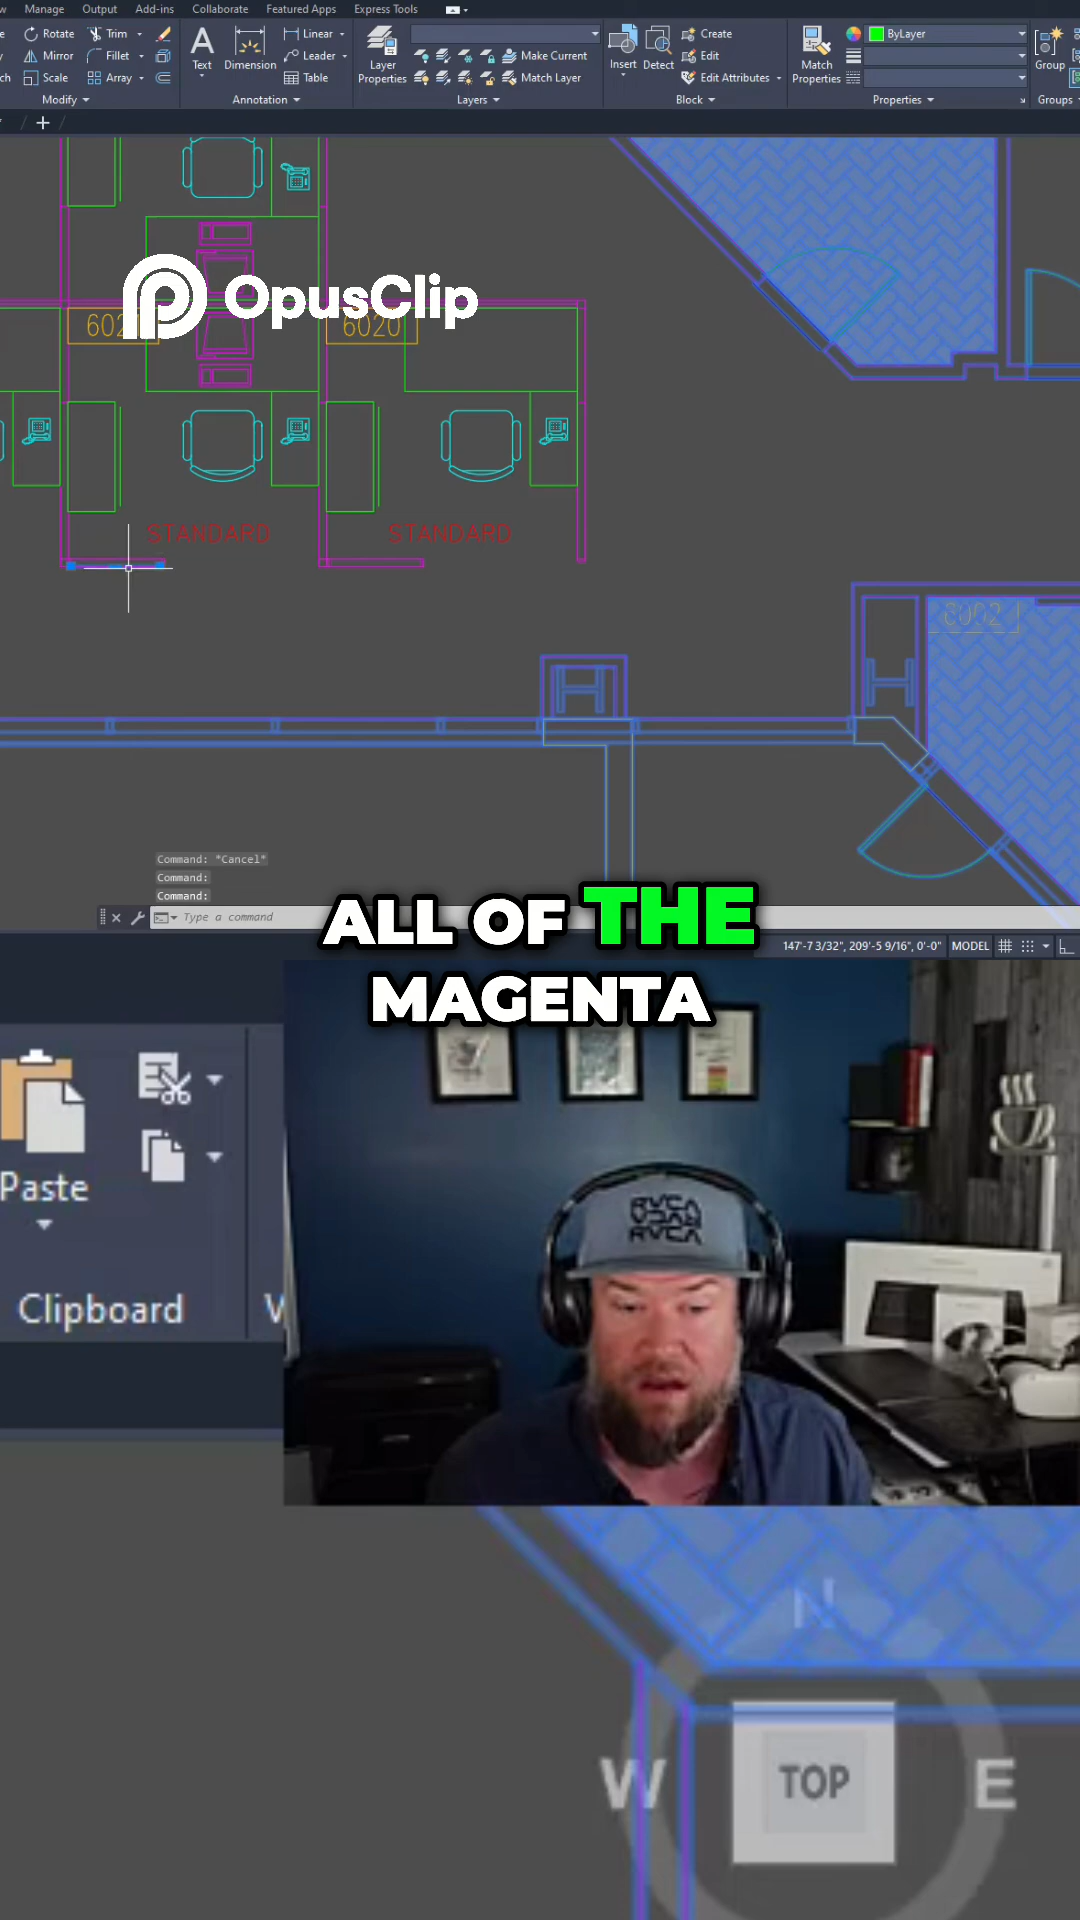 Manage Output Add-ins Collaborate Featured Apps Express Tools
Rotate Trim Linear Make Current Create ByLayer
Mirror Fillet Text Dimension Leader Layer Properties Insert Detect Edit Match Properties Group
Scale Array Table Match Layer Edit Attributes
Modify Annotation Layers Block Properties Groups
OpusClip
6020
STANDARD STANDARD
6002
Command: *Cancel*
Command:
Command:
Type a command
147'-7 3/32", 209'-5 9/16", 0'-0" MODEL
ALL OF THE
MAGENTA
Paste
Clipboard
RVCA
RVCA
N
W TOP E